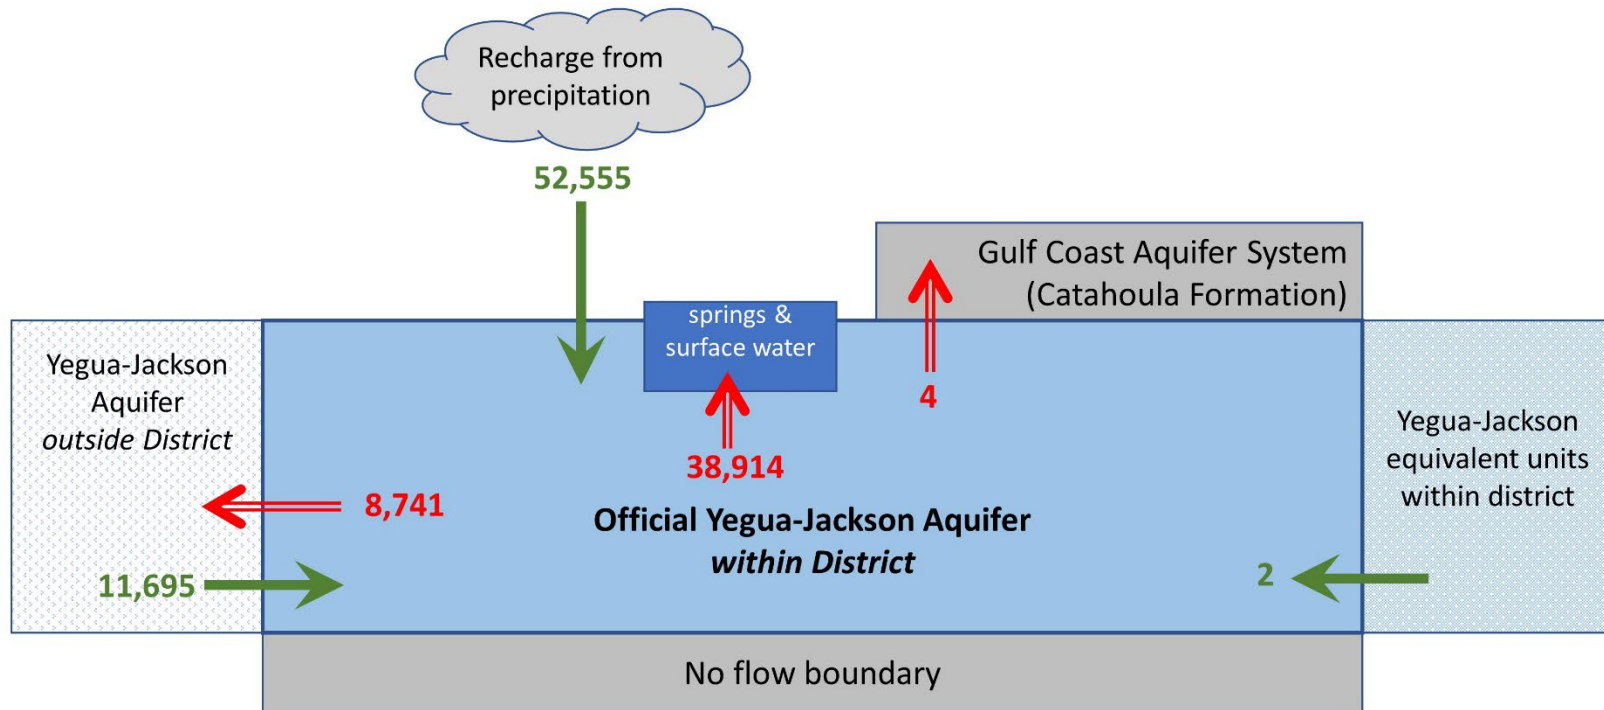 Recharge from
precipitation
52,555
Gulf Coast Aquifer System
(Catahoula Formation)
springs &
surface water
4
38,914
Yegua-Jackson
Aquifer
outside District
8,741
11,695
Official Yegua-Jackson Aquifer
within District
Yegua-Jackson
equivalent units
within district
2
No flow boundary